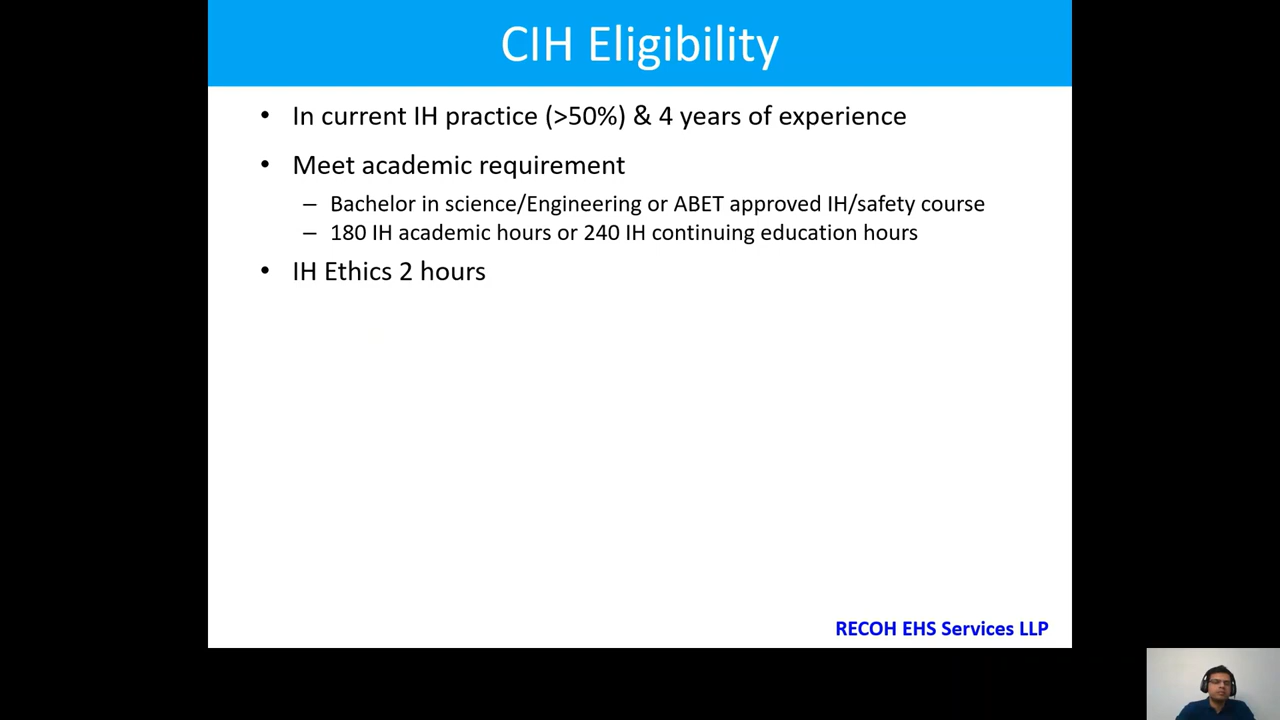 CIH Eligibility
• In current IH practice (>50%) & 4 years of experience
• Meet academic requirement
– Bachelor in science/Engineering or ABET approved IH/safety course
– 180 IH academic hours or 240 IH continuing education hours
• IH Ethics 2 hours
RECOH EHS Services LLP